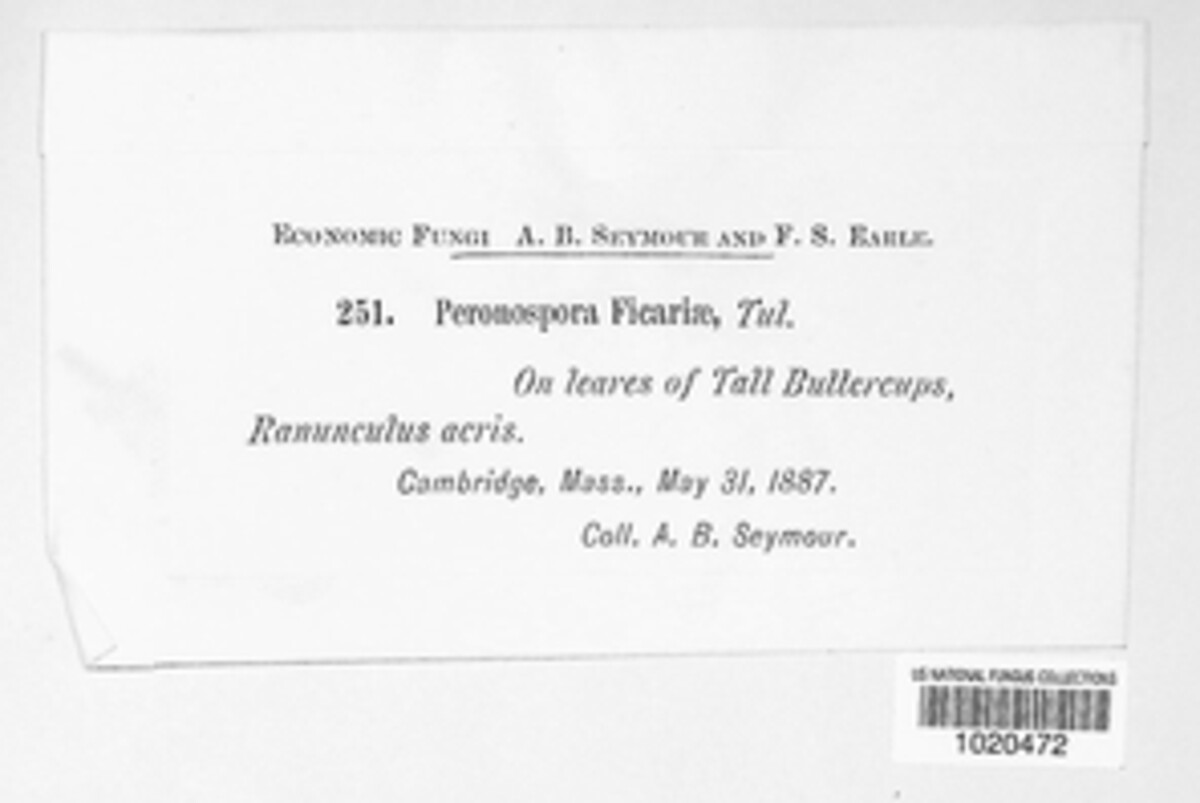 Economic Fungi A. B. Seymour and F. S. Earle.
251. Peronospora Ficariæ, Tul.
On leaves of Tall Buttercups,
Ranunculus acris.
Cambridge, Mass., May 31, 1887.
Coll. A. B. Seymour.
US NATIONAL FUNGUS COLLECTIONS
1020472